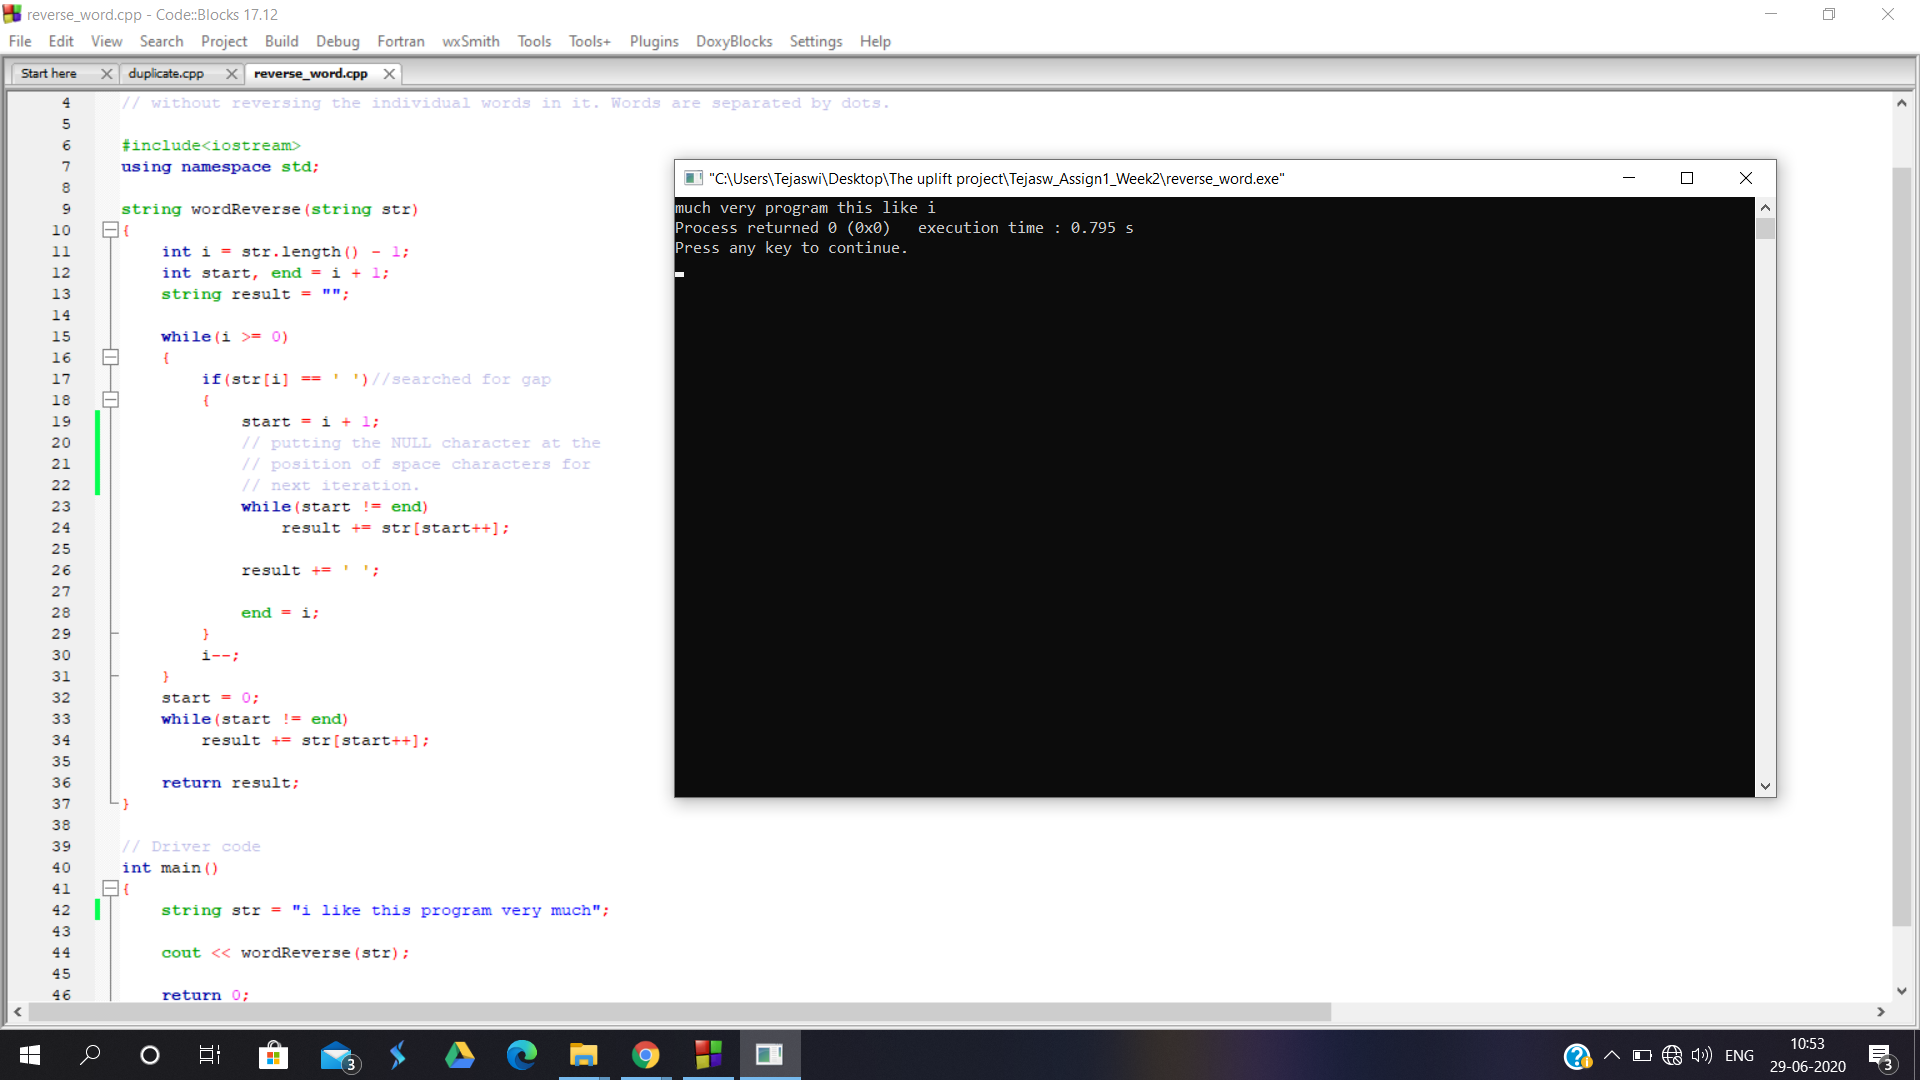 reverse_word.cpp - Code::Blocks 17.12
File Edit View Search Project Build Debug Fortran wxSmith Tools Tools+ Plugins DoxyBlocks Settings Help
Start here duplicate.cpp reverse_word.cpp
4 // without reversing the individual words in it. Words are separated by dots.
5
6 #include<iostream>
7 using namespace std;
8
9 string wordReverse(string str)
10 {
11 int i = str.length() - 1;
12 int start, end = i + 1;
13 string result = "";
14
15 while(i >= 0)
16 {
17 if(str[i] == ' ')//searched for gap
18 {
19 start = i + 1;
20 // putting the NULL character at the
21 // position of space characters for
22 // next iteration.
23 while(start != end)
24 result += str[start++];
25
26 result += ' ';
27
28 end = i;
29 }
30 i--;
31 }
32 start = 0;
33 while(start != end)
34 result += str[start++];
35
36 return result;
37 }
38
39 // Driver code
40 int main()
41 {
42 string str = "i like this program very much";
43
44 cout << wordReverse(str);
45
46 return 0;
"C:\Users\Tejaswi\Desktop\The uplift project\Tejasw_Assign1_Week2\reverse_word.exe"
much very program this like i
Process returned 0 (0x0)   execution time : 0.795 s
Press any key to continue.
3
ENG
10:53
29-06-2020
3